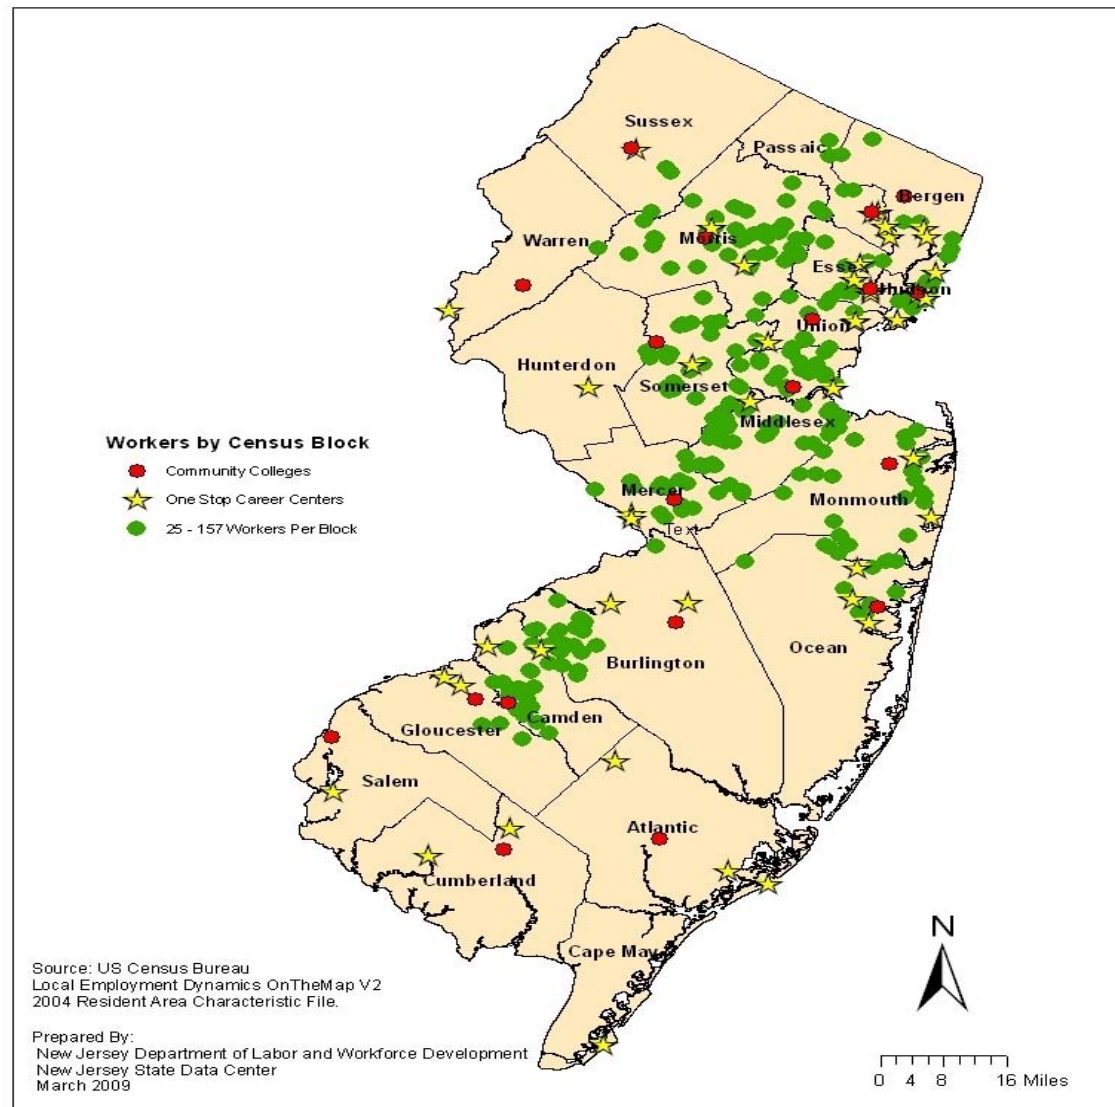 Sussex
Passaic
Bergen
Warren
Morris
Essex
Hudson
Union
Hunterdon
Somerset
Middlesex
Workers by Census Block
Community Colleges
One Stop Career Centers
25 - 157 Workers Per Block
Mercer
Monmouth
Text
Ocean
Burlington
Camden
Gloucester
Salem
Atlantic
Cumberland
Cape May
N
Source: US Census Bureau
Local Employment Dynamics OnTheMap V2
2004 Resident Area Characteristic File.
Prepared By:
New Jersey Department of Labor and Workforce Development
New Jersey State Data Center
March 2009
0 4 8 16 Miles